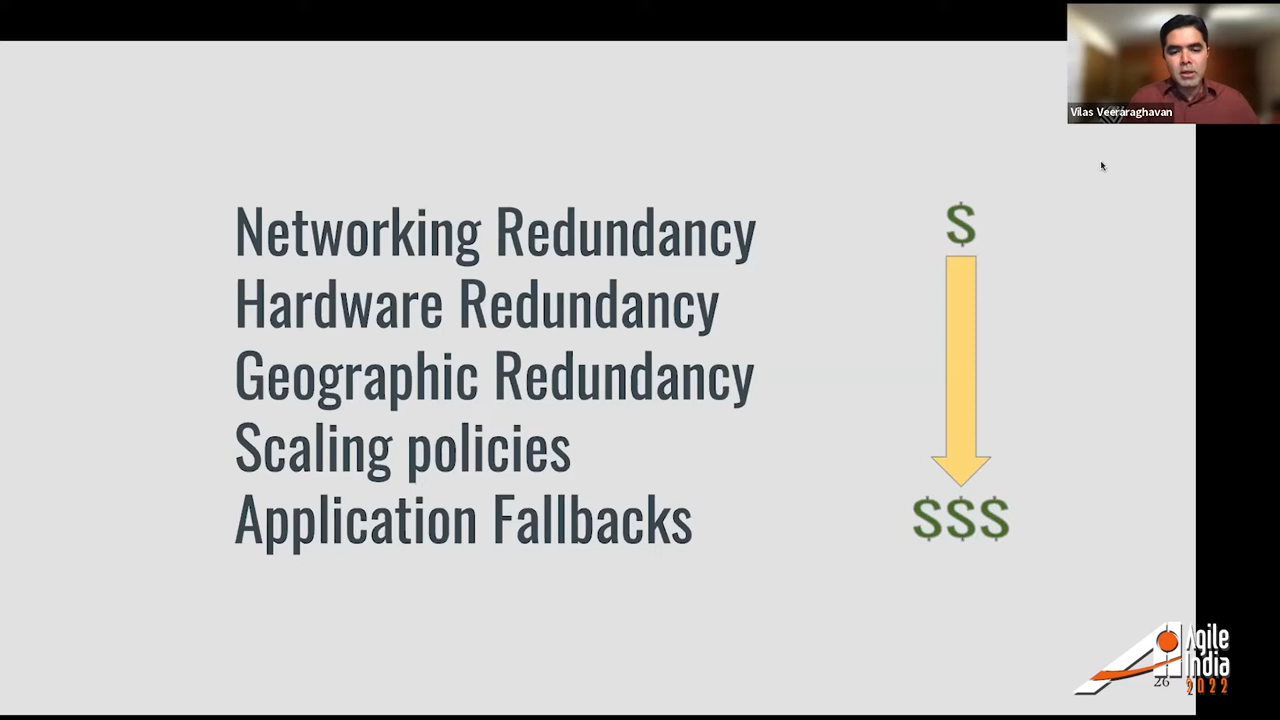 Vilas Veeraraghavan
Networking Redundancy
$
Hardware Redundancy
Geographic Redundancy
Scaling policies
Application Fallbacks
$$$
Agile
India
2022
26